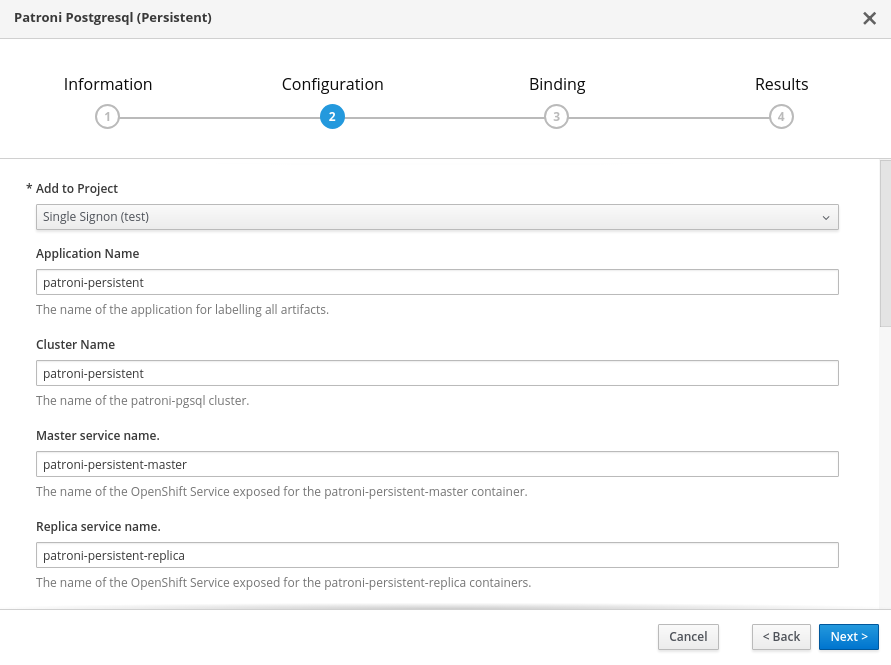 Patroni Postgresql (Persistent)
Information
Configuration
Binding
Results
1
2
3
4
* Add to Project
Single Signon (test)
Application Name
patroni-persistent
The name of the application for labelling all artifacts.
Cluster Name
patroni-persistent
The name of the patroni-pgsql cluster.
Master service name.
patroni-persistent-master
The name of the OpenShift Service exposed for the patroni-persistent-master container.
Replica service name.
patroni-persistent-replica
The name of the OpenShift Service exposed for the patroni-persistent-replica containers.
Cancel
< Back
Next >